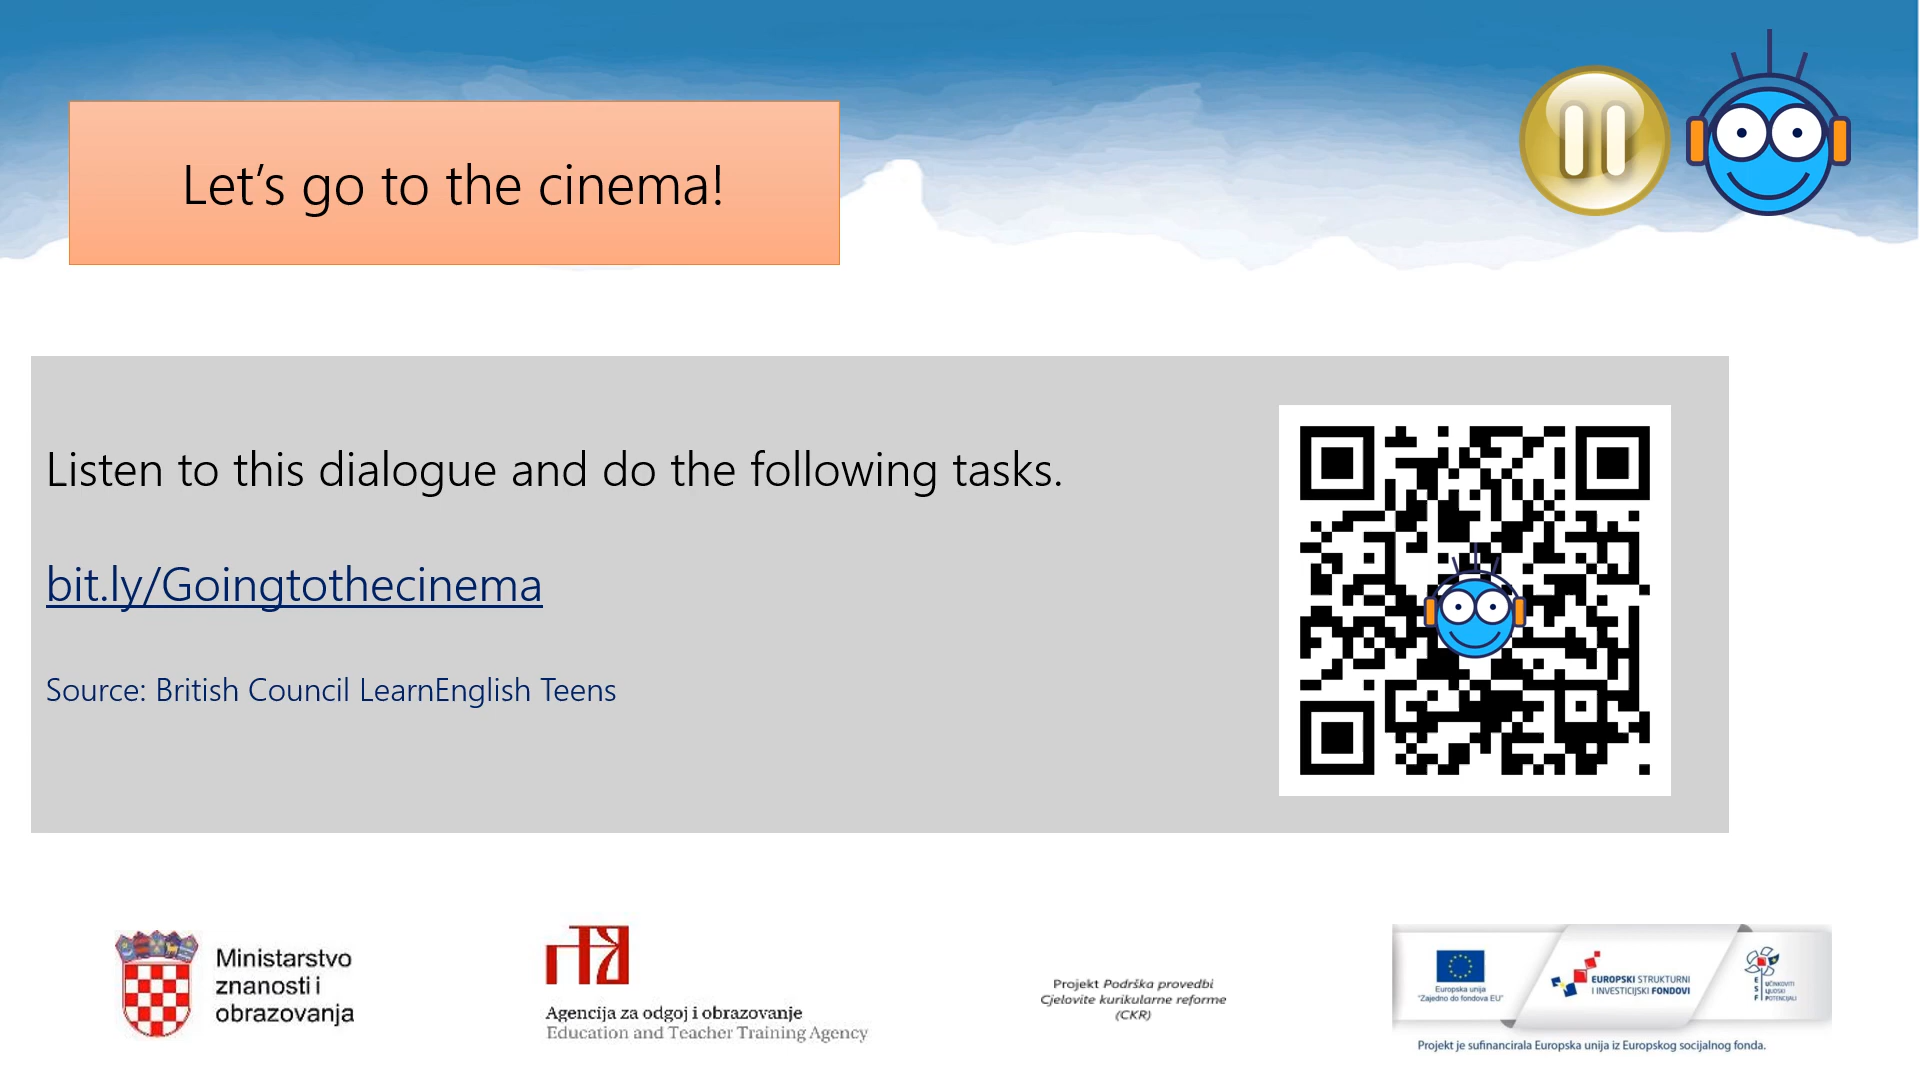 Let’s go to the cinema!
Listen to this dialogue and do the following tasks.
bit.ly/Goingtothecinema
Source: British Council LearnEnglish Teens
Ministarstvo
znanosti i
obrazovanja
Agencija za odgoj i obrazovanje
Education and Teacher Training Agency
Projekt Podrška provedbi
Cjelovite kurikularne reforme
(CKR)
Europska unija
"Zajedno do fondova EU"
EUROPSKI STRUKTURNI
I INVESTICIJSKI FONDOVI
E S F
UČINKOVITI
LJUDSKI
POTENCIJALI
Projekt je sufinancirala Europska unija iz Europskog socijalnog fonda.